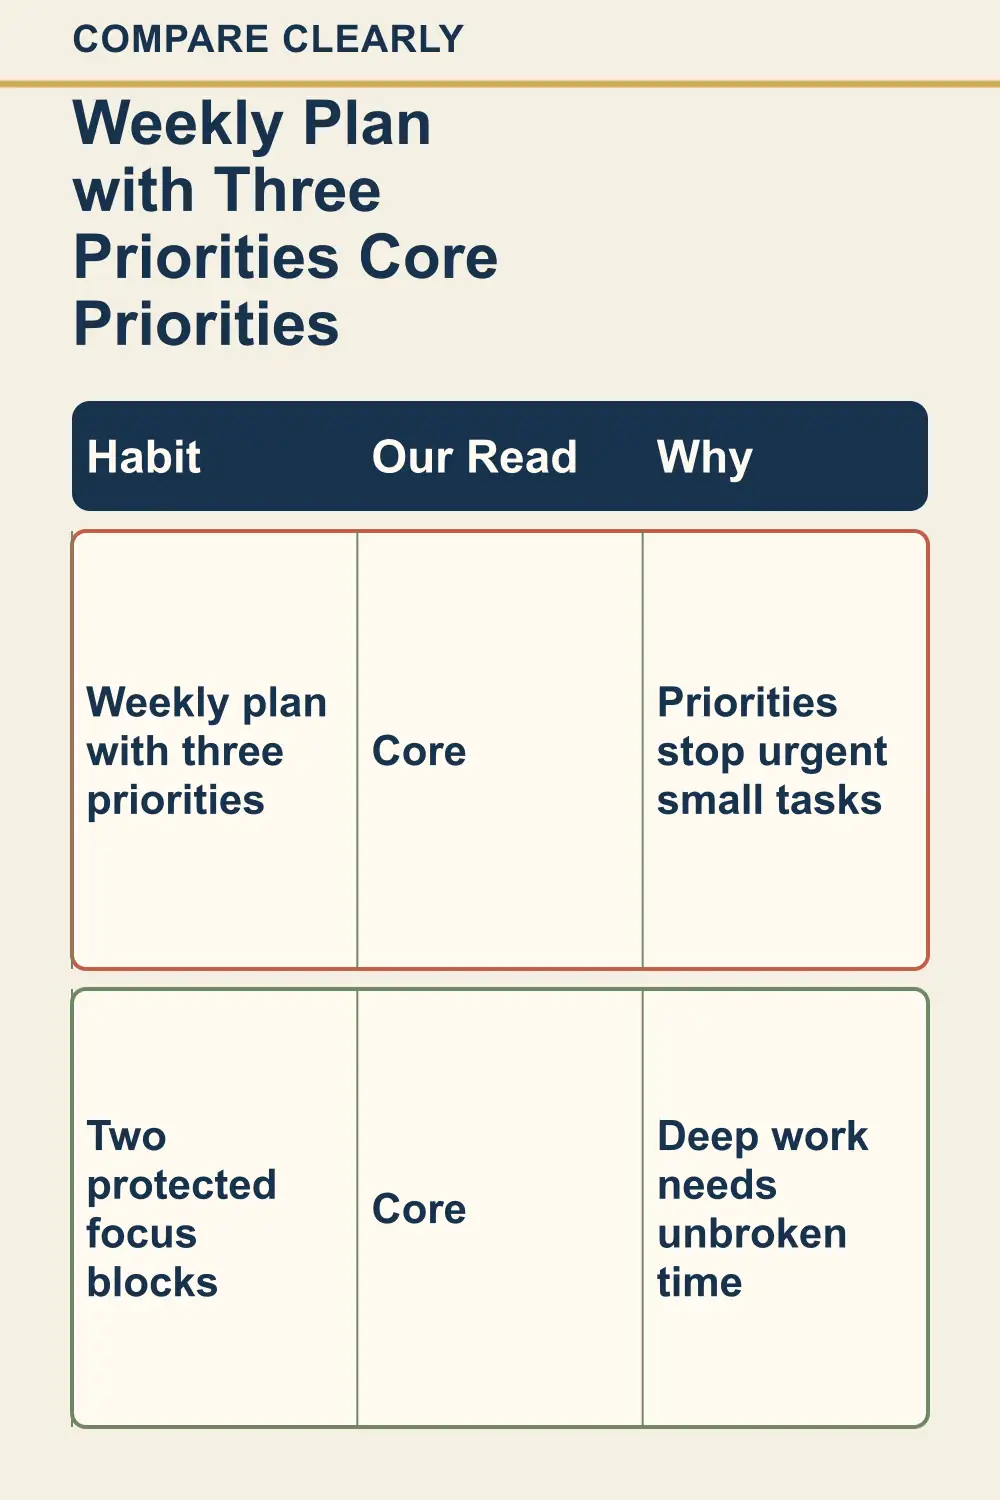 COMPARE CLEARLY
Weekly Plan
with Three
Priorities Core
Priorities
Habit
Our Read
Why
Weekly plan
with three
priorities
Core
Priorities
stop urgent
small tasks
Two
protected
focus
blocks
Core
Deep work
needs
unbroken
time